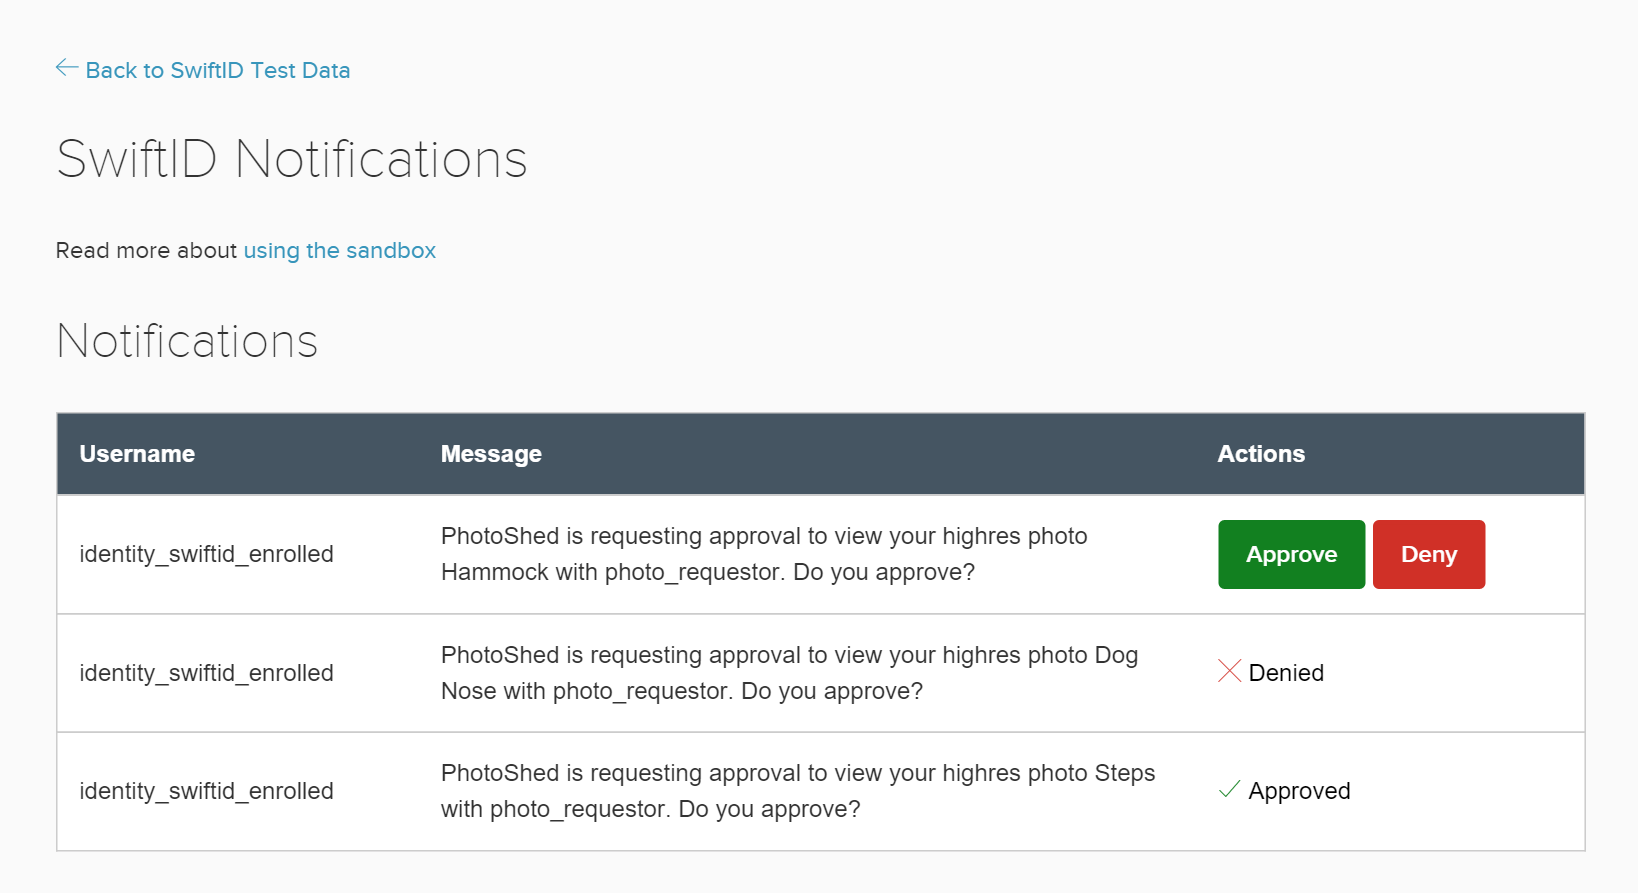 Back to SwiftID Test Data
SwiftID Notifications
Read more about using the sandbox
Notifications
Username Message Actions
identity_swiftid_enrolled
PhotoShed is requesting approval to view your highres photo
Hammock with photo_requestor. Do you approve?
Approve Deny
identity_swiftid_enrolled
PhotoShed is requesting approval to view your highres photo Dog
Nose with photo_requestor. Do you approve?
Denied
identity_swiftid_enrolled
PhotoShed is requesting approval to view your highres photo Steps
with photo_requestor. Do you approve?
Approved